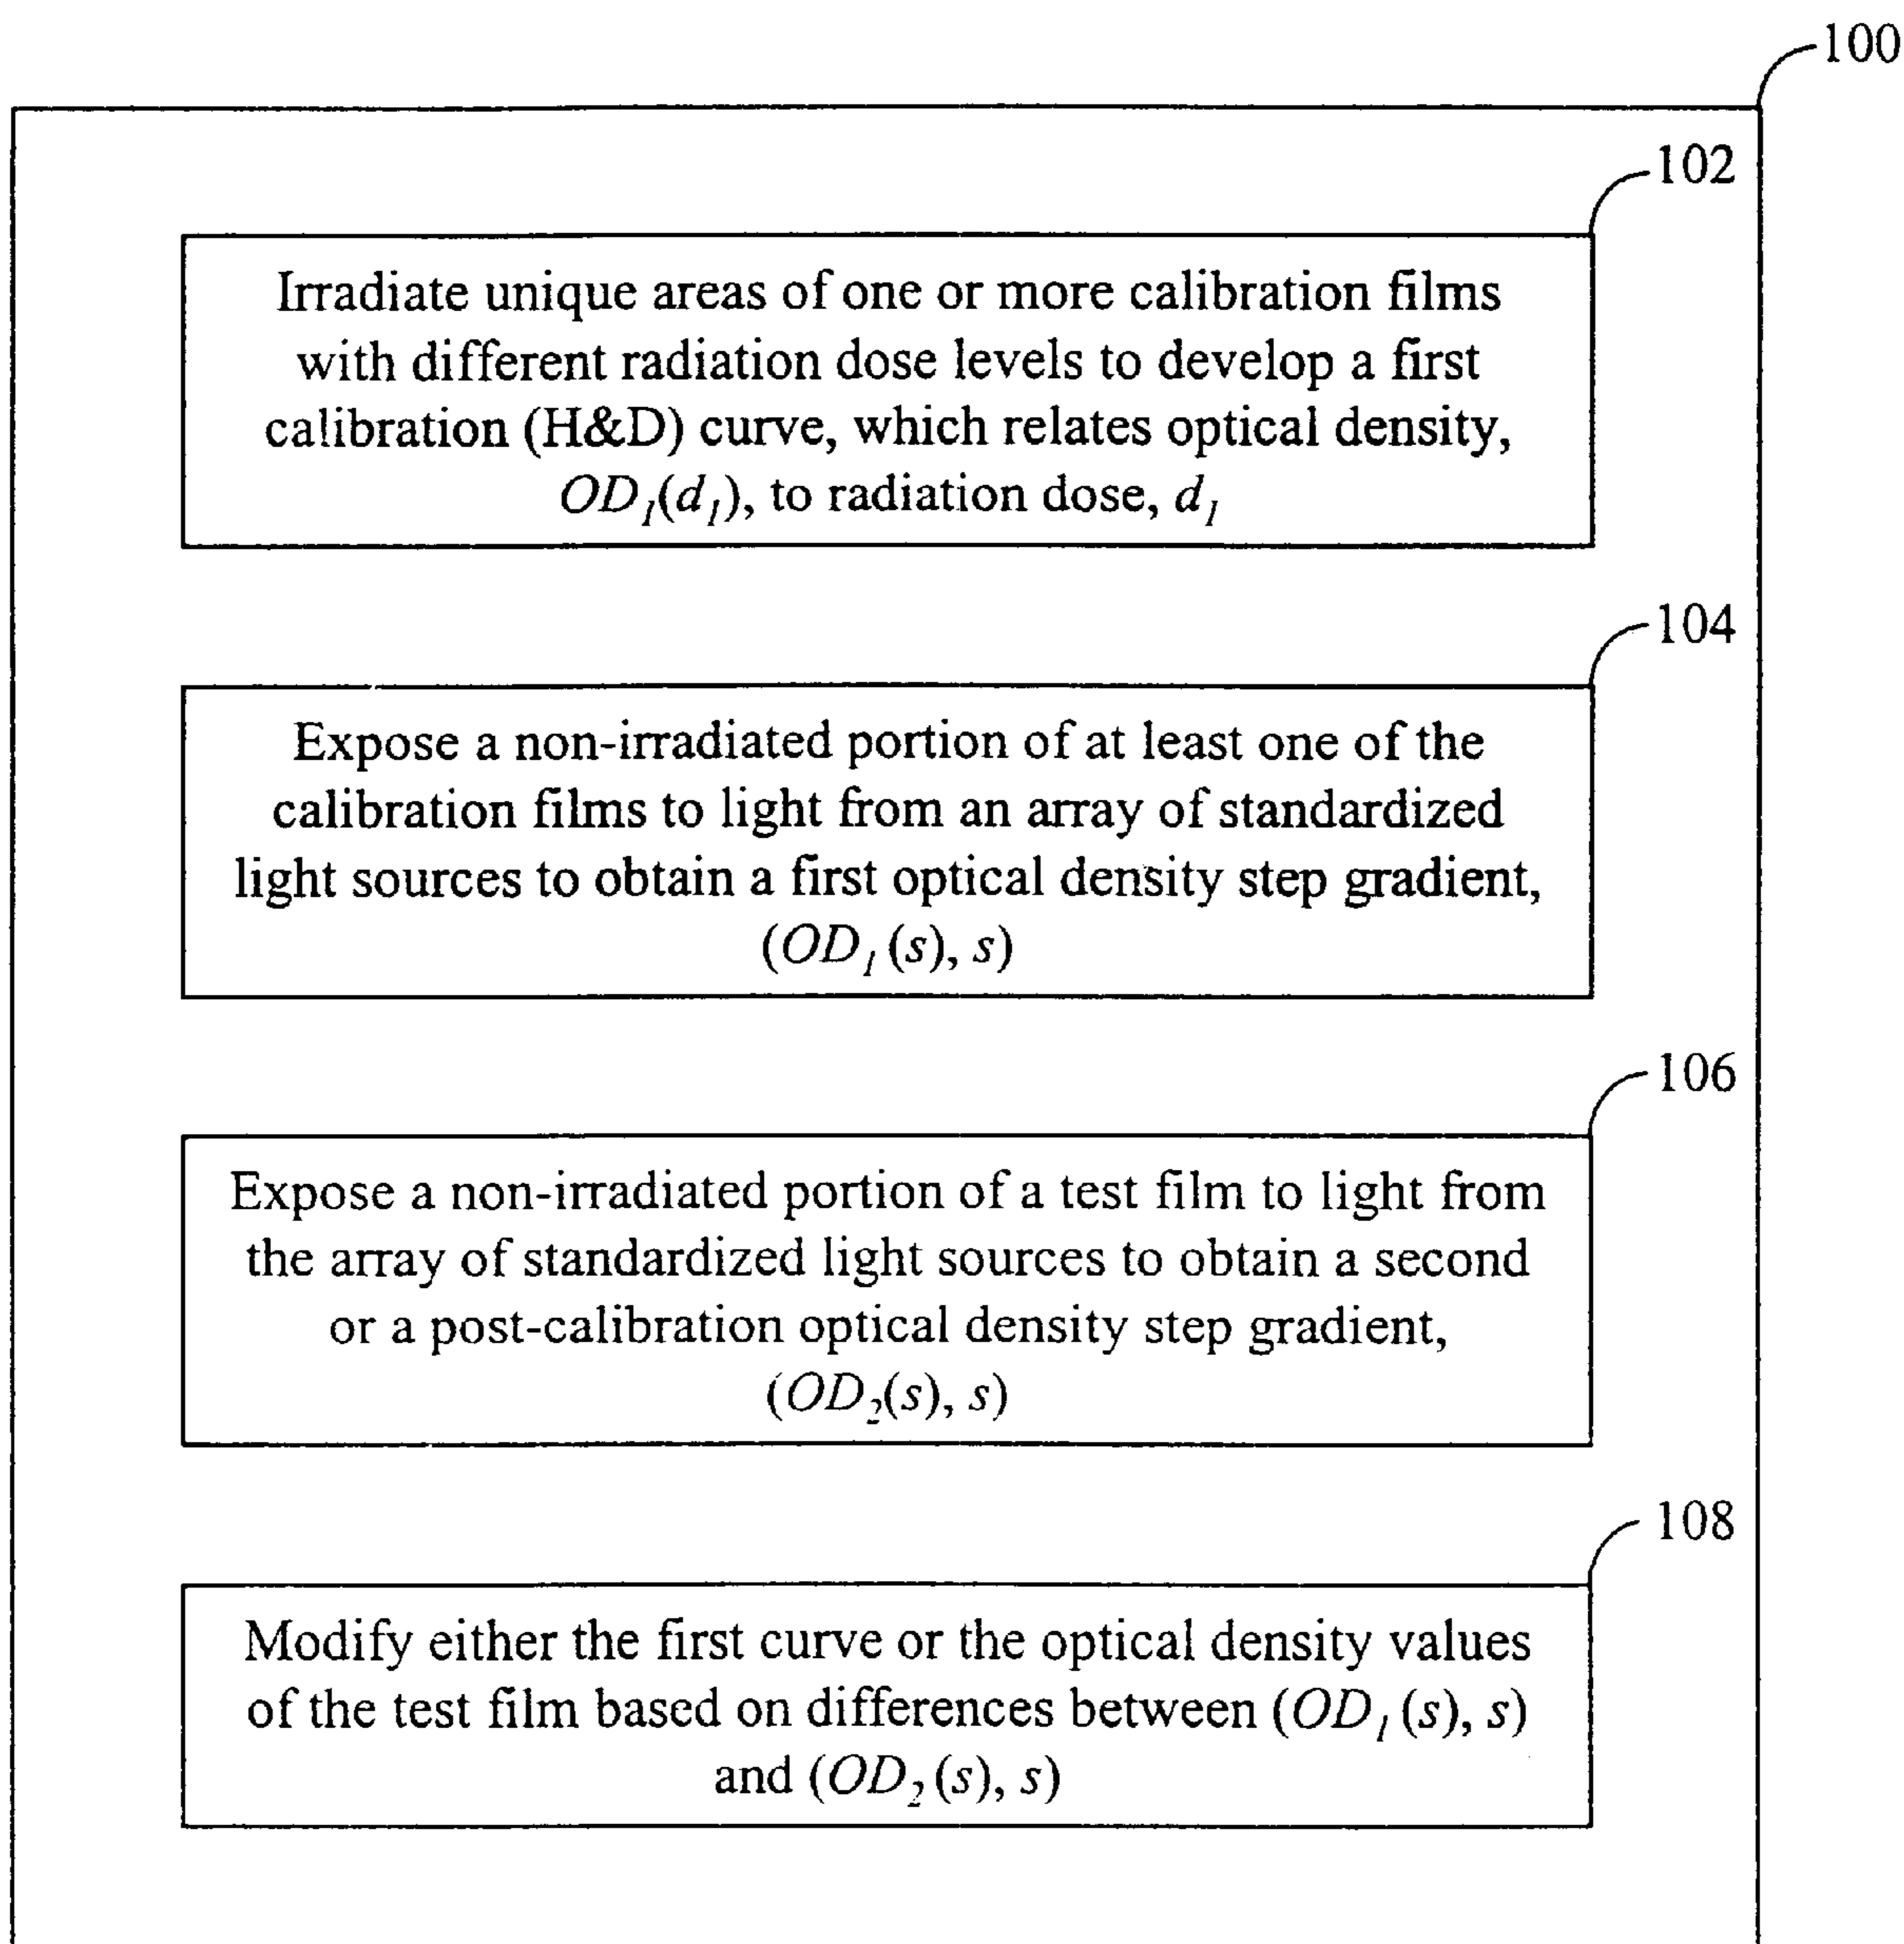 100
102
Irradiate unique areas of one or more calibration films
with different radiation dose levels to develop a first
calibration (H&D) curve, which relates optical density,
OD₁(d₁), to radiation dose, d₁
104
Expose a non-irradiated portion of at least one of the
calibration films to light from an array of standardized
light sources to obtain a first optical density step gradient,
(OD₁(s), s)
106
Expose a non-irradiated portion of a test film to light from
the array of standardized light sources to obtain a second
or a post-calibration optical density step gradient,
(OD₂(s), s)
108
Modify either the first curve or the optical density values
of the test film based on differences between (OD₁(s), s)
and (OD₂(s), s)